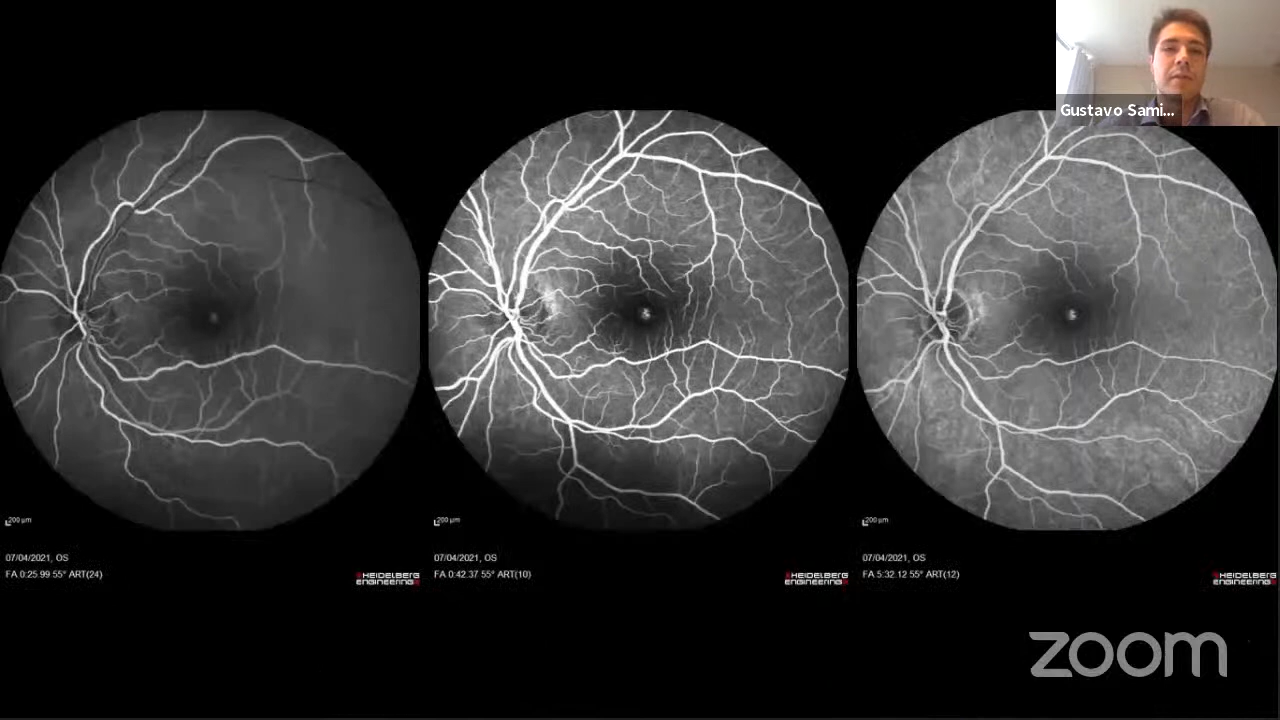 Gustavo Sami...
200 µm
200 µm
200 µm
07/04/2021, OS
FA 0:25.99 55° ART(24)
HEIDELBERG
ENGINEERING
07/04/2021, OS
FA 0:42.37 55° ART(10)
HEIDELBERG
ENGINEERING
07/04/2021, OS
FA 5:32.12 55° ART(12)
HEIDELBERG
ENGINEERING
zoom